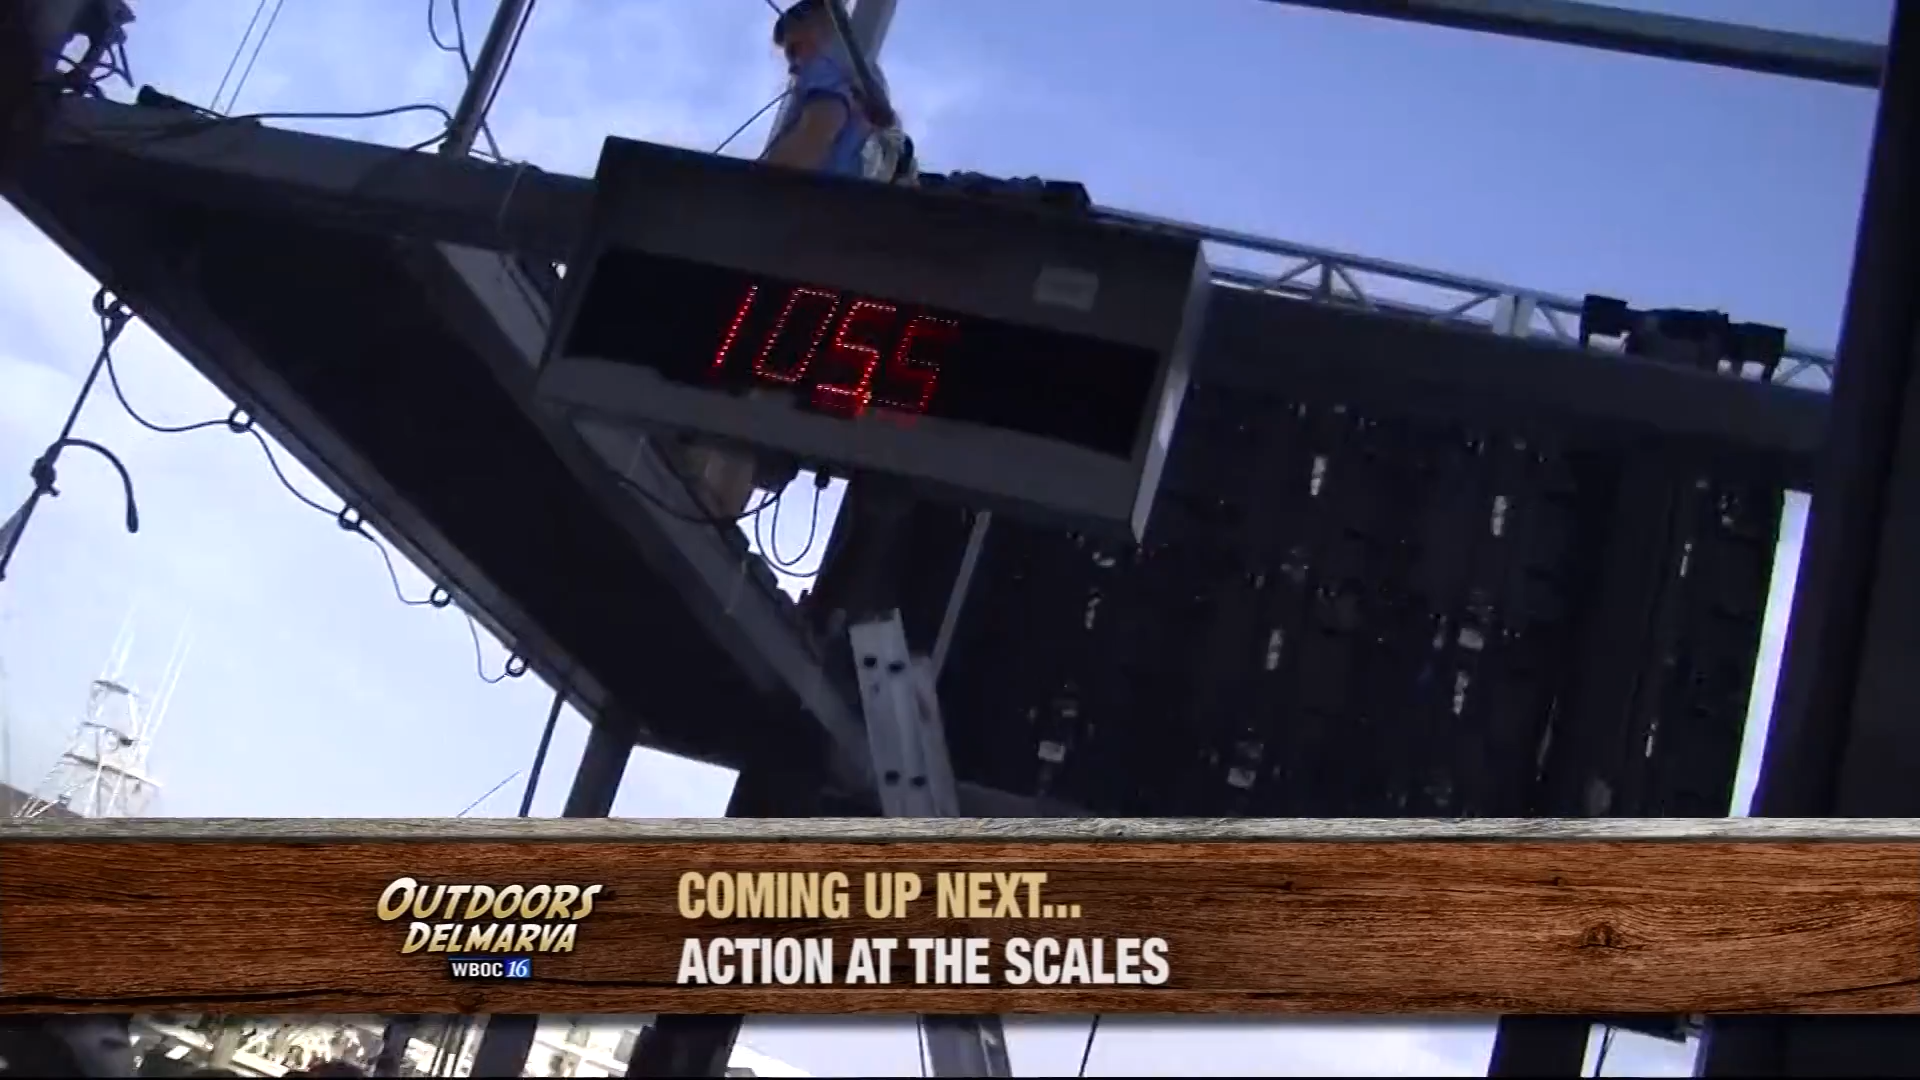 1055
OUTDOORS
DELMARVA
WBOC 16
COMING UP NEXT...
ACTION AT THE SCALES